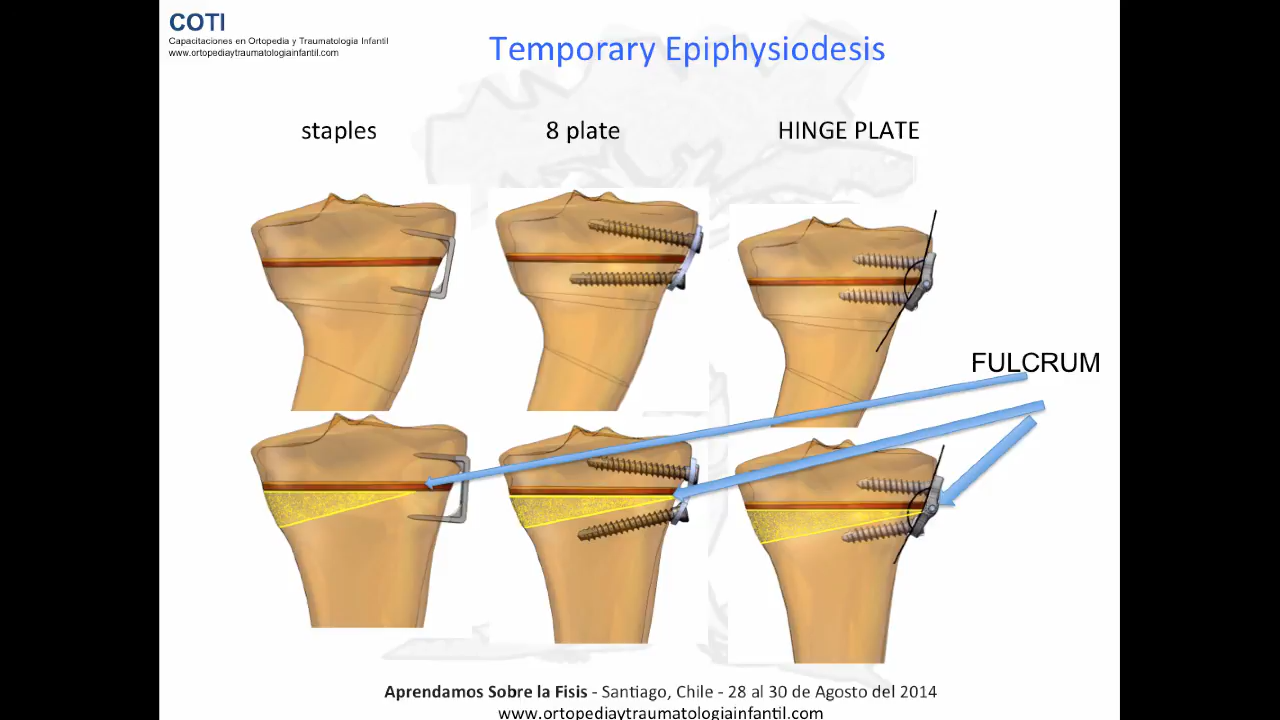 COTI
Capacitaciones en Ortopedia y Traumatologia Infantil
www.ortopediaytraumatologiainfantil.com
Temporary Epiphysiodesis
staples
8 plate
HINGE PLATE
FULCRUM
Aprendamos Sobre la Fisis - Santiago, Chile - 28 al 30 de Agosto del 2014
www.ortopediaytraumatologiainfantil.com